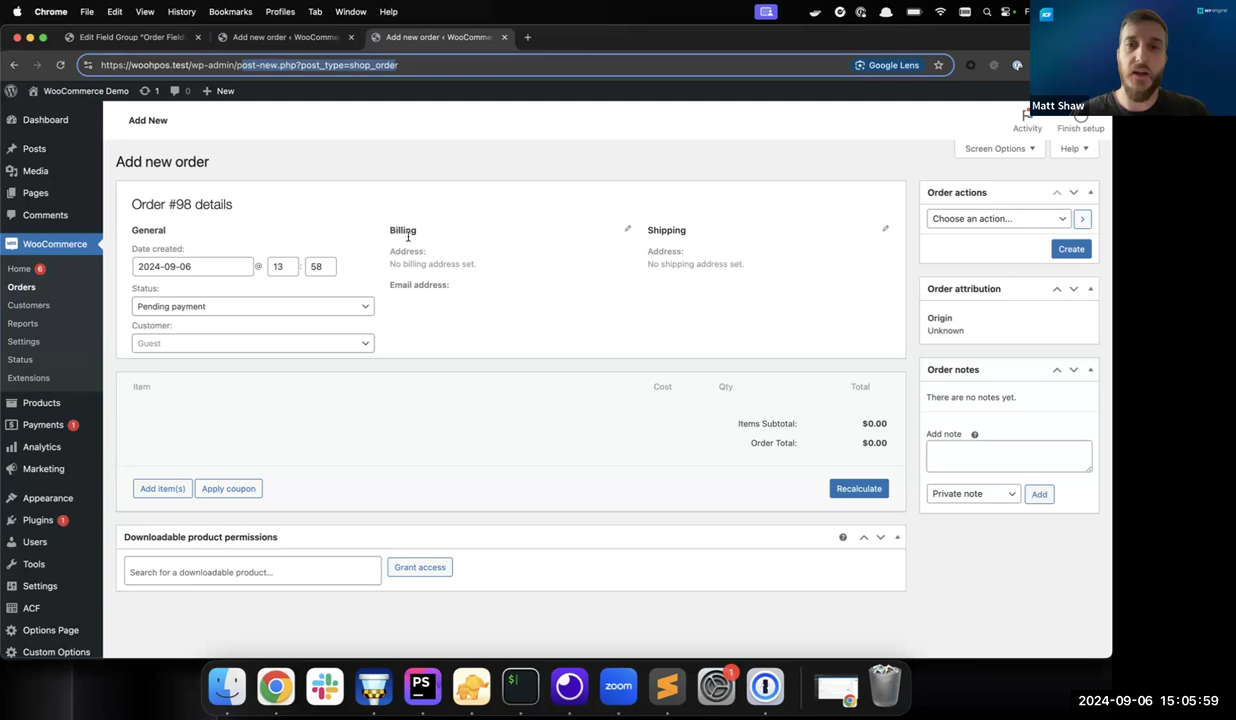 Chrome File Edit View History Bookmarks Profiles Tab Window Help
Edit Field Group "Order Field
Add new order ‹ WooComme
Add new order ‹ WooComme
https://woohpos.test/wp-admin/post-new.php?post_type=shop_order
Google Lens
ACF
WP engine
Matt Shaw
WooCommerce Demo 1 0 New
Dashboard
Posts
Media
Pages
Comments
WooCommerce
Home 6
Orders
Customers
Reports
Settings
Status
Extensions
Products
Payments 1
Analytics
Marketing
Appearance
Plugins 1
Users
Tools
Settings
ACF
Options Page
Custom Options
Add New
Activity
Finish setup
Screen Options
Help
Add new order
Order #98 details
General
Date created:
2024-09-06 @ 13 : 58
Status:
Pending payment
Customer:
Guest
Billing
Address:
No billing address set.
Email address:
Shipping
Address:
No shipping address set.
Item Cost Qty Total
Items Subtotal: $0.00
Order Total: $0.00
Add item(s)
Apply coupon
Recalculate
Downloadable product permissions
Search for a downloadable product...
Grant access
Order actions
Choose an action...
Create
Order attribution
Origin
Unknown
Order notes
There are no notes yet.
Add note
Private note
Add
PS
$
zoom
1
2024-09-06 15:05:59